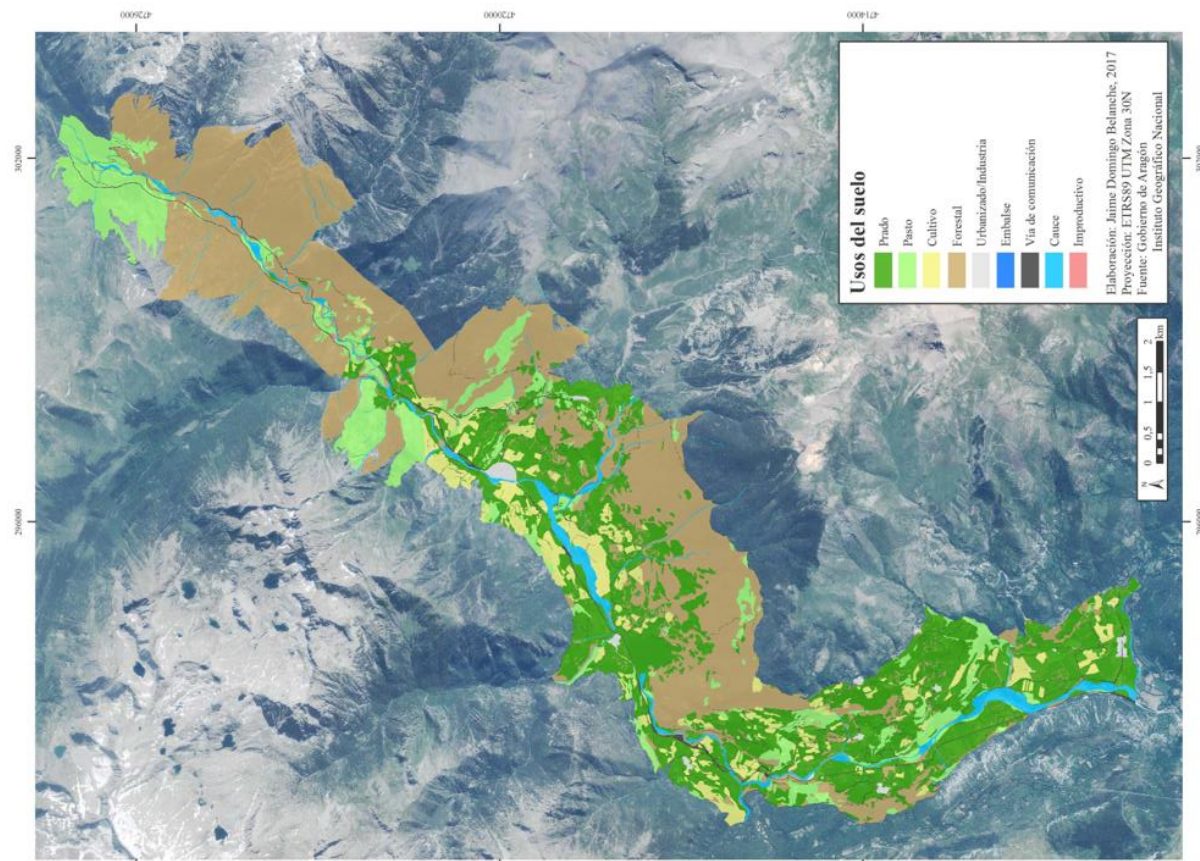 4726000
4720000
4714000
302000
296000
Usos del suelo
Prado
Pasto
Cultivo
Forestal
Urbanizado/Industria
Embalse
Vía de comunicación
Cauce
Improductivo
Elaboración: Jaime Domingo Belanche, 2017
Proyección: ETRS89 UTM Zona 30N
Fuente: Gobierno de Aragón
Instituto Geográfico Nacional
N
0 0,5 1 1,5 2
km